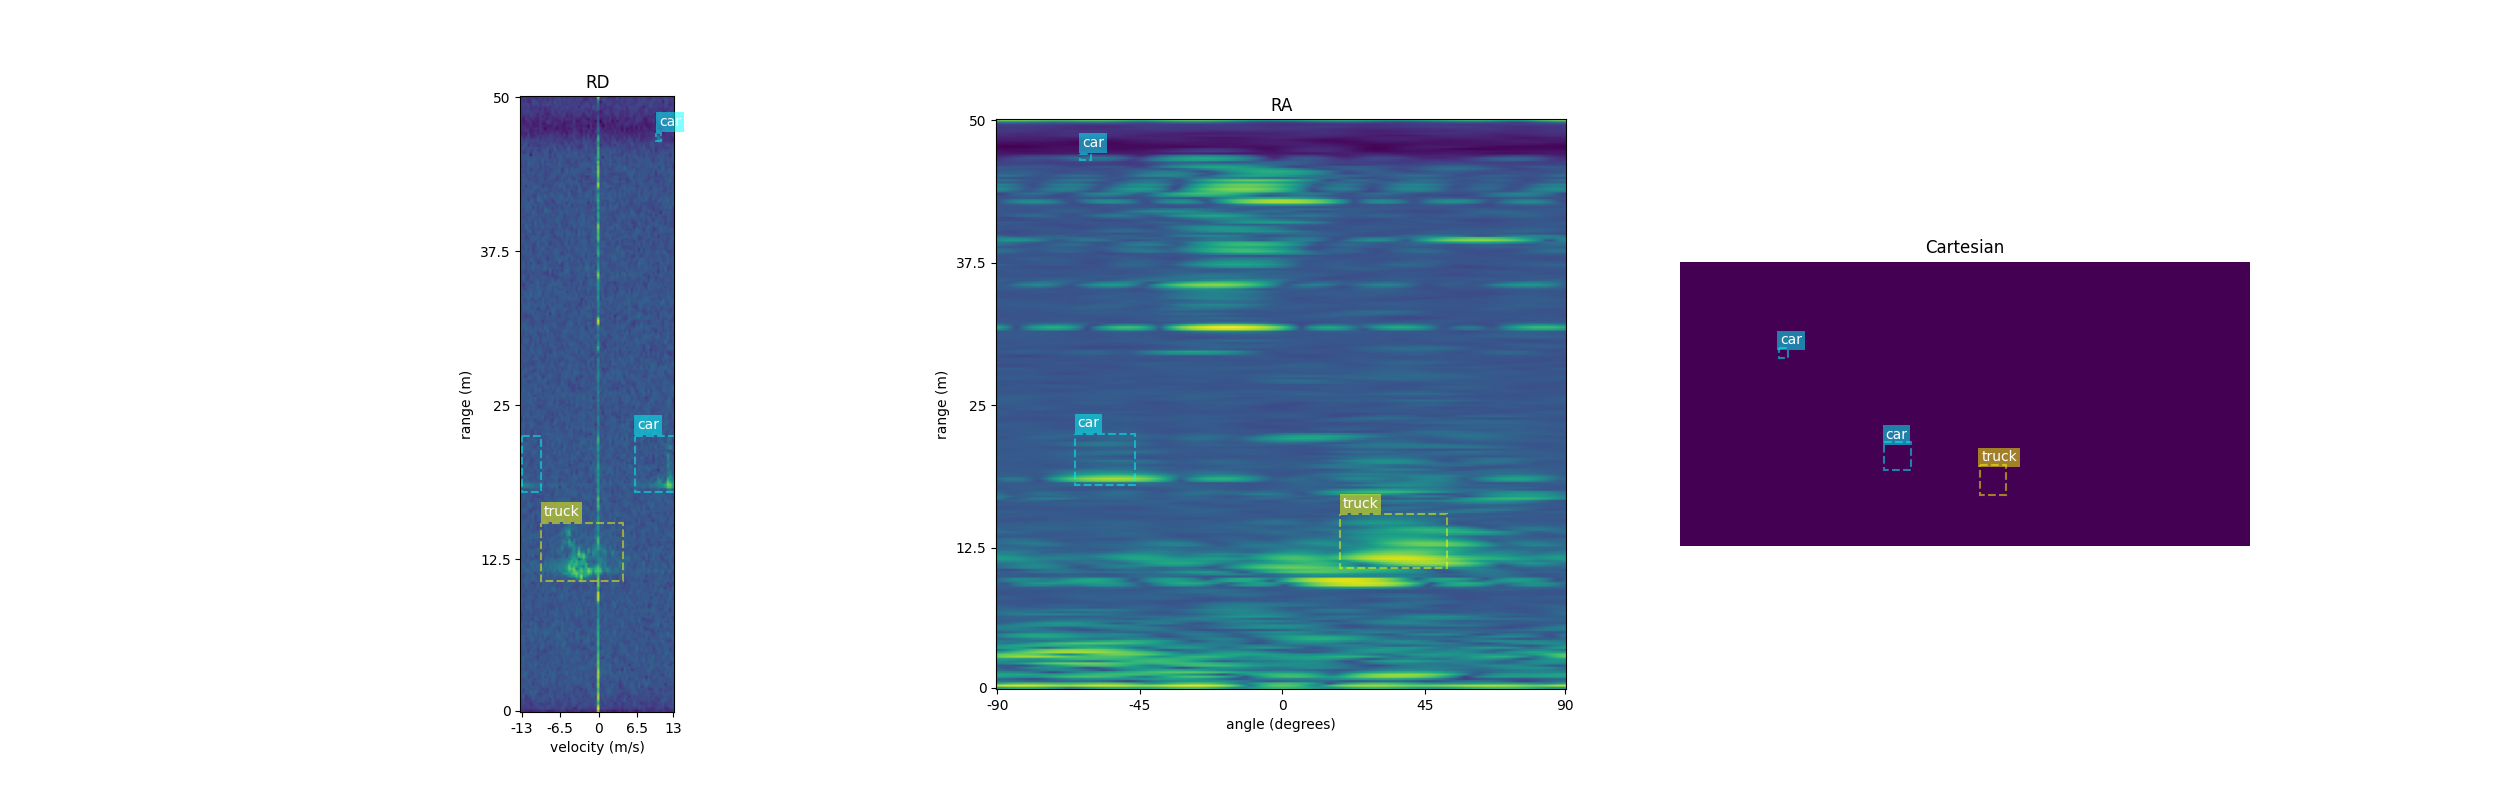 RD
50
37.5
25
12.5
0
range (m)
car
car
truck
-13 -6.5 0 6.5 13
velocity (m/s)
RA
50
37.5
25
12.5
0
range (m)
car
car
truck
-90 -45 0 45 90
angle (degrees)
Cartesian
car
car
truck